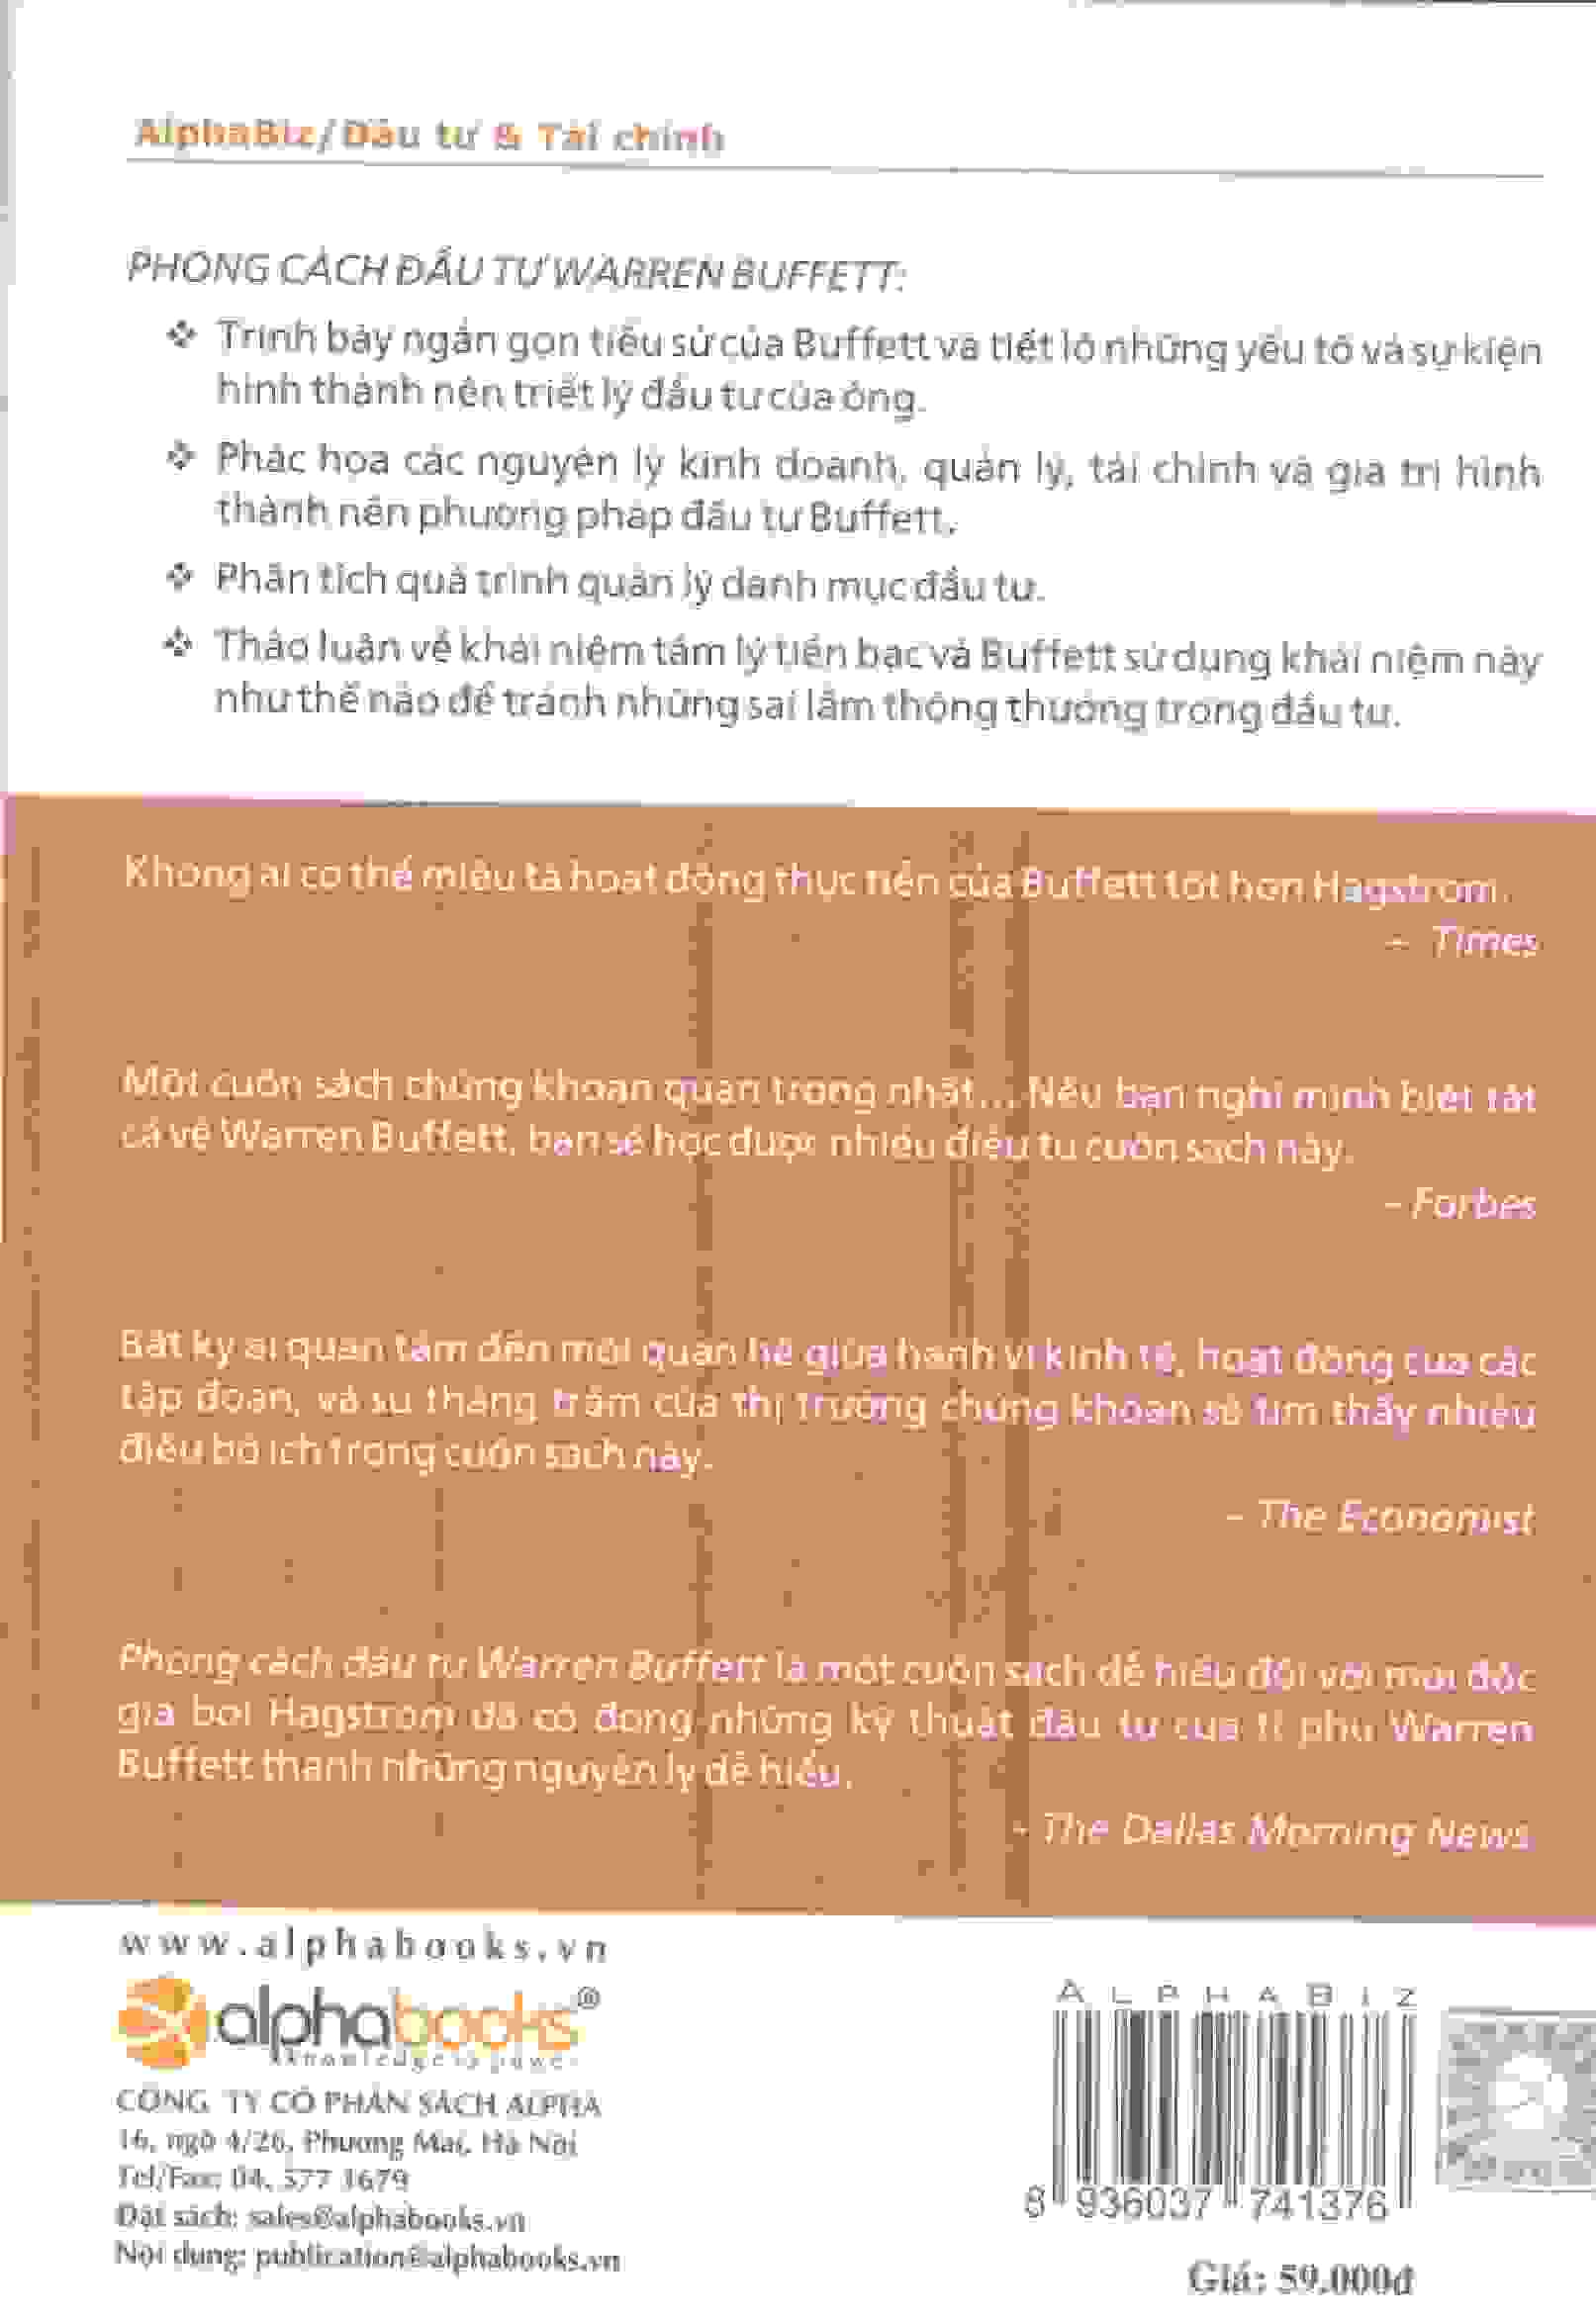 AlphaBiz/Đầu tư & Tài chính
PHONG CÁCH ĐẦU TƯ WARREN BUFFETT:
❖ Trình bày ngắn gọn tiểu sử của Buffett và tiết lộ những yếu tố và sự kiện
hình thành nên triết lý đầu tư của ông.
❖ Phác họa các nguyên lý kinh doanh, quản lý, tài chính và giá trị hình
thành nên phương pháp đầu tư Buffett.
❖ Phân tích quá trình quản lý danh mục đầu tư.
❖ Thảo luận về khái niệm tâm lý tiền bạc và Buffett sử dụng khái niệm này
như thế nào để tránh những sai lầm thông thường trong đầu tư.
Không ai có thể miêu tả hoạt động thực tiễn của Buffett tốt hơn Hagstrom.
– Times
Một cuốn sách chứng khoán quan trọng nhất... Nếu bạn nghĩ mình biết tất
cả về Warren Buffett, bạn sẽ học được nhiều điều từ cuốn sách này.
– Forbes
Bất kỳ ai quan tâm đến mối quan hệ giữa hành vi kinh tế, hoạt động của các
tập đoàn, và sự thăng trầm của thị trường chứng khoán sẽ tìm thấy nhiều
điều bổ ích trong cuốn sách này.
– The Economist
Phong cách đầu tư Warren Buffett là một cuốn sách dễ hiểu đối với mọi độc
giả bởi Hagstrom đã cô đọng những kỹ thuật đầu tư của tỉ phú Warren
Buffett thành những nguyên lý dễ hiểu.
- The Dallas Morning News
www.alphabooks.vn
alphabooks®
knowledge is power
CÔNG TY CỔ PHẦN SÁCH ALPHA
16, ngõ 4/26, Phương Mai, Hà Nội
Tel/Fax: 04. 577 1679
Đặt sách: sales@alphabooks.vn
Nội dung: publication@alphabooks.vn
ALPHABIZ
8 936037 741376
Giá: 59.000đ